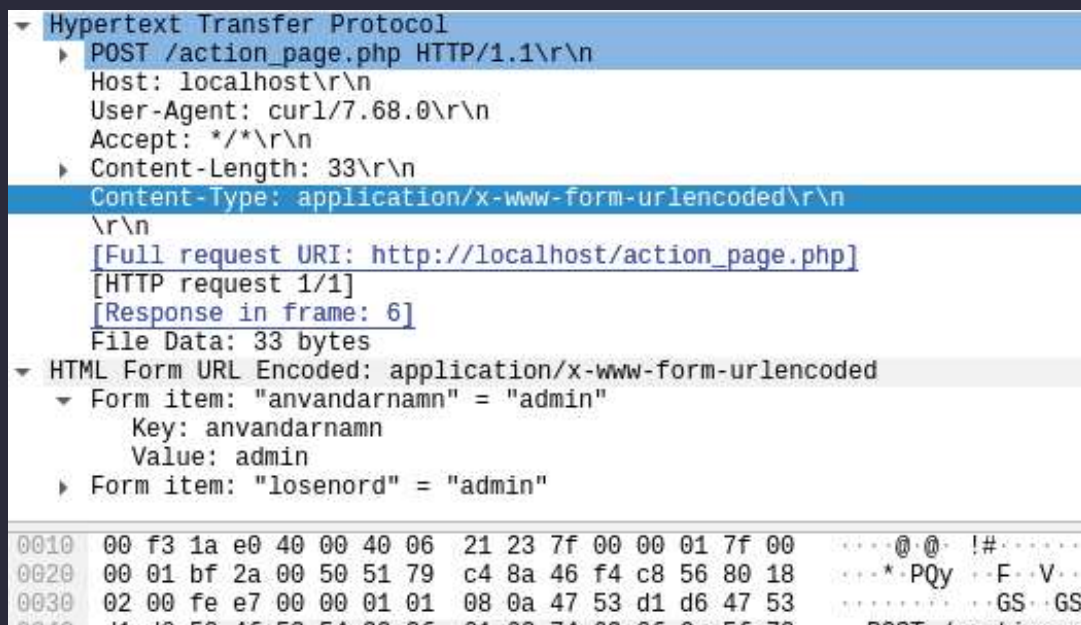 Hypertext Transfer Protocol
POST /action_page.php HTTP/1.1\r\n
Host: localhost\r\n
User-Agent: curl/7.68.0\r\n
Accept: */*\r\n
Content-Length: 33\r\n
Content-Type: application/x-www-form-urlencoded\r\n
\r\n
[Full request URI: http://localhost/action_page.php]
[HTTP request 1/1]
[Response in frame: 6]
File Data: 33 bytes
HTML Form URL Encoded: application/x-www-form-urlencoded
Form item: "anvandarnamn" = "admin"
Key: anvandarnamn
Value: admin
Form item: "losenord" = "admin"
0010 00 f3 1a e0 40 00 40 06 21 23 7f 00 00 01 7f 00 ····@·@· !#······
0020 00 01 bf 2a 00 50 51 79 c4 8a 46 f4 c8 56 80 18 ···*·PQy ··F··V··
0030 02 00 fe e7 00 00 01 01 08 0a 47 53 d1 d6 47 53 ········ ··GS··GS